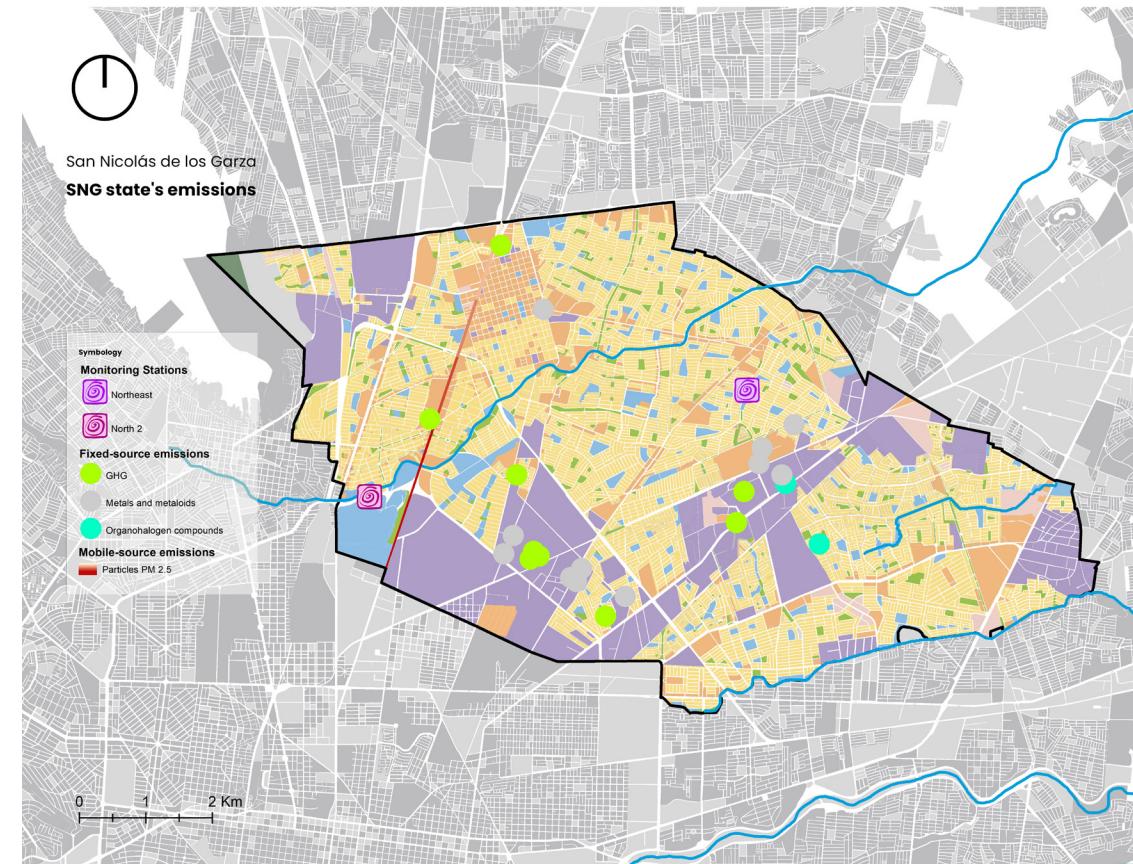 San Nicolás de los Garza
SNG state's emissions
Symbology
Monitoring Stations
Northeast
North 2
Fixed-source emissions
GHG
Metals and metaloids
Organohalogen compounds
Mobile-source emissions
Particles PM 2.5
0 1 2 Km